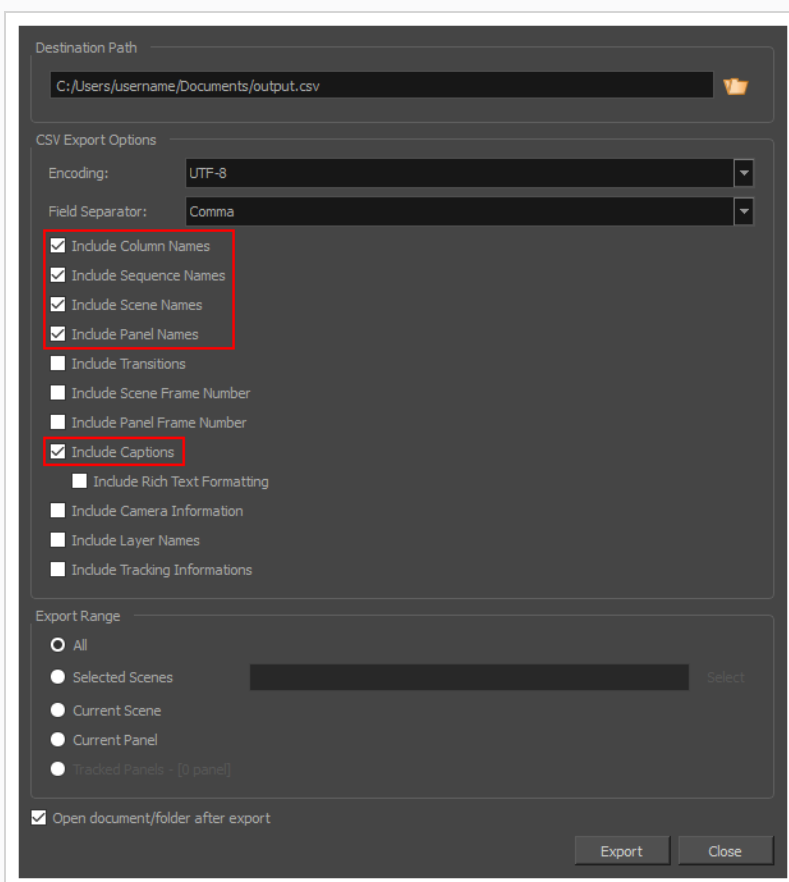 Destination Path
C:/Users/username/Documents/output.csv
CSV Export Options
Encoding: UTF-8
Field Separator: Comma
Include Column Names
Include Sequence Names
Include Scene Names
Include Panel Names
Include Transitions
Include Scene Frame Number
Include Panel Frame Number
Include Captions
Include Rich Text Formatting
Include Camera Information
Include Layer Names
Include Tracking Informations
Export Range
All
Selected Scenes Select
Current Scene
Current Panel
Tracked Panels - [0 panel]
Open document/folder after export
Export Close